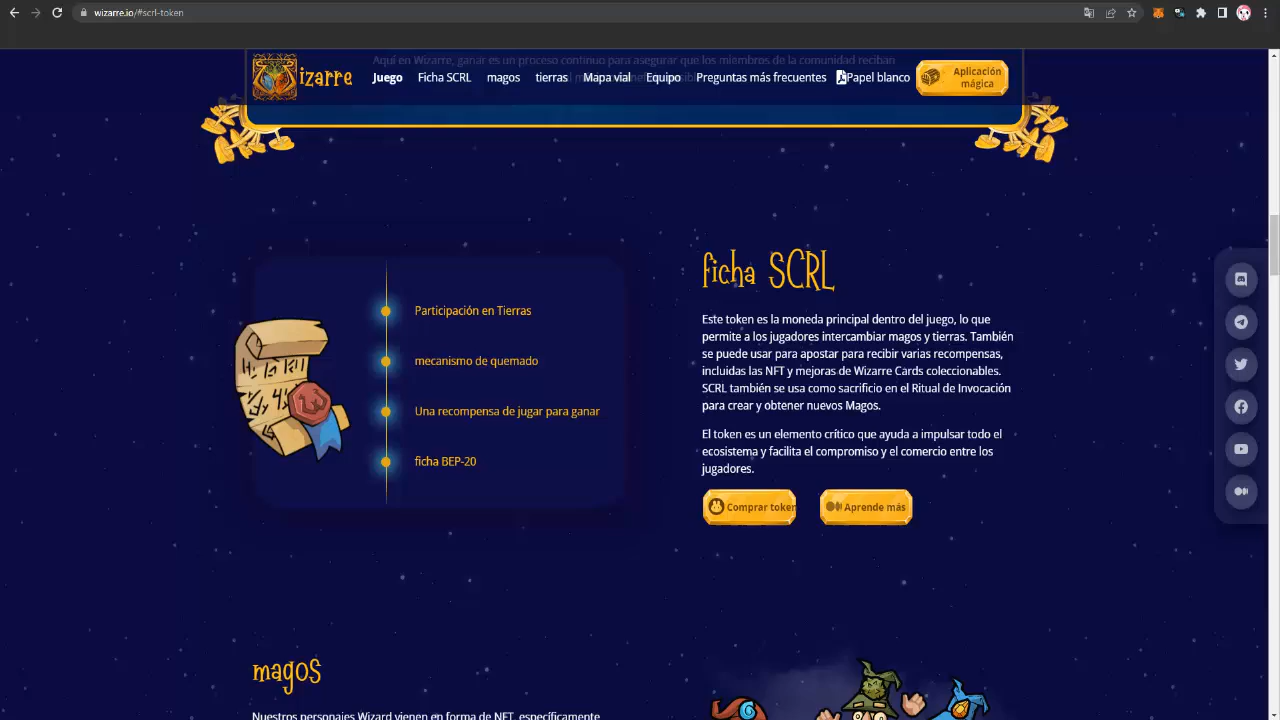 wizarre.io/#scrl-token
Aquí en Wizarre, ganar es un proceso continuo para asegurar que los miembros de la comunidad reciban
izarre
Juego
Ficha SCRL
magos
tierras
Mapa vial
Equipo
Preguntas más frecuentes
Papel blanco
Aplicación
mágica
Participación en Tierras
mecanismo de quemado
Una recompensa de jugar para ganar
ficha BEP-20
ficha SCRL
Este token es la moneda principal dentro del juego, lo que
permite a los jugadores intercambiar magos y tierras. También
se puede usar para apostar para recibir varias recompensas,
incluidas las NFT y mejoras de Wizarre Cards coleccionables.
SCRL también se usa como sacrificio en el Ritual de Invocación
para crear y obtener nuevos Magos.
El token es un elemento crítico que ayuda a impulsar todo el
ecosistema y facilita el compromiso y el comercio entre los
jugadores.
Comprar token
Aprende más
magos
Nuestros personajes Wizard vienen en forma de NFT, específicamente